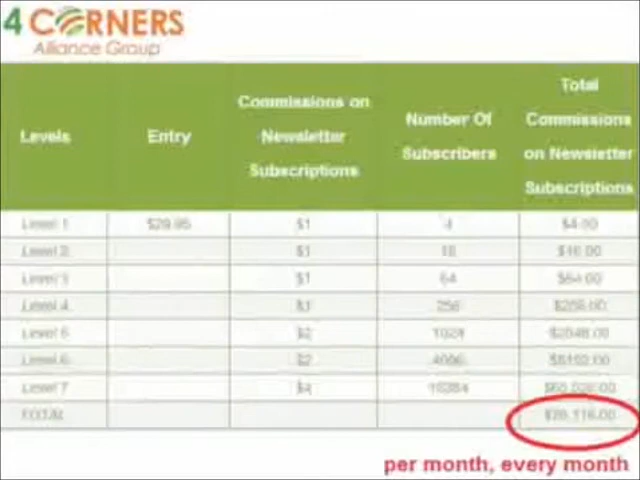 4 CORNERS
Alliance Group
Levels
Entry
Commissions on
Newsletter
Subscriptions
Number Of
Subscribers
Total
Commissions
on Newsletter
Subscriptions
Level 1 $1 4 $4.00
Level 2 $1 16 $16.00
Level 3 $1 64 $64.00
Level 4 $1 256 $256.00
Level 5 $2 1024 $2048.00
Level 6 $2 4096 $8192.00
Level 7 $4 16384
TOTAL
per month, every month